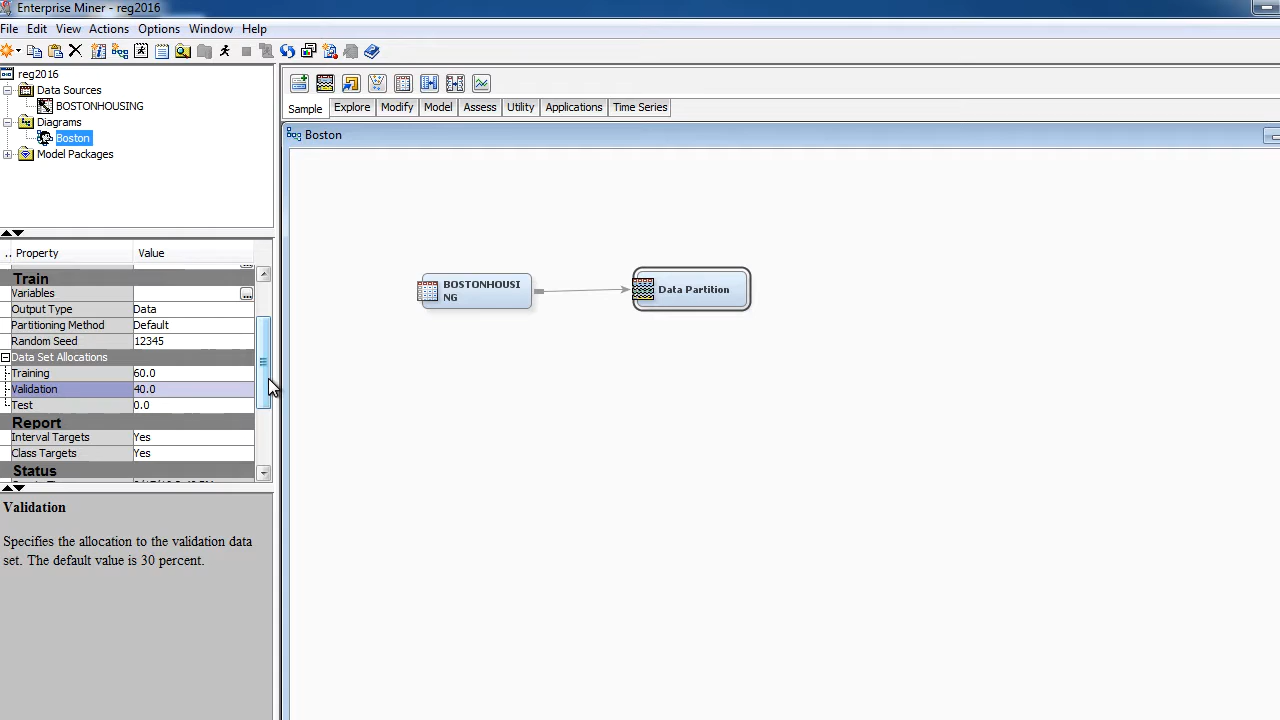 Enterprise Miner - reg2016
File Edit View Actions Options Window Help
reg2016
Data Sources
BOSTONHOUSING
Diagrams
Boston
Model Packages
Sample Explore Modify Model Assess Utility Applications Time Series
Boston
BOSTONHOUSI
NG
Data Partition
.. Property Value
Train
Variables
Output Type Data
Partitioning Method Default
Random Seed 12345
Data Set Allocations
Training 60.0
Validation 40.0
Test 0.0
Report
Interval Targets Yes
Class Targets Yes
Status
Validation
Specifies the allocation to the validation data
set. The default value is 30 percent.